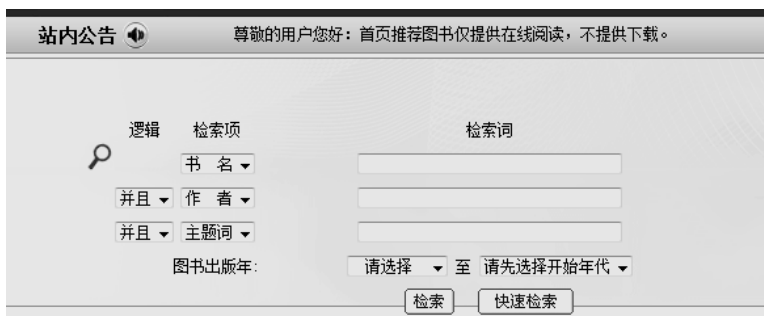 站内公告 尊敬的用户您好：首页推荐图书仅提供在线阅读，不提供下载。
逻辑 检索项 检索词
书 名
并且 作 者
并且 主题词
图书出版年: 请选择 至 请先选择开始年代
检索 快速检索